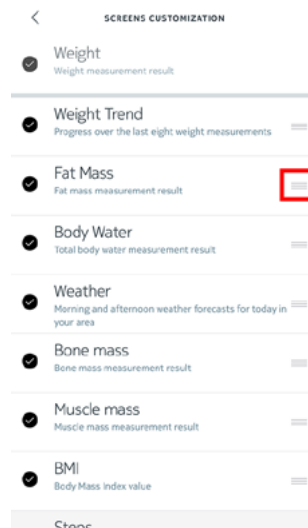 SCREENS CUSTOMIZATION
Weight
Weight measurement result
Weight Trend
Progress over the last eight weight measurements
Fat Mass
Fat mass measurement result
Body Water
Total body water measurement result
Weather
Morning and afternoon weather forecasts for today in
your area
Bone mass
Bone mass measurement result
Muscle mass
Muscle mass measurement result
BMI
Body Mass index value
Steps